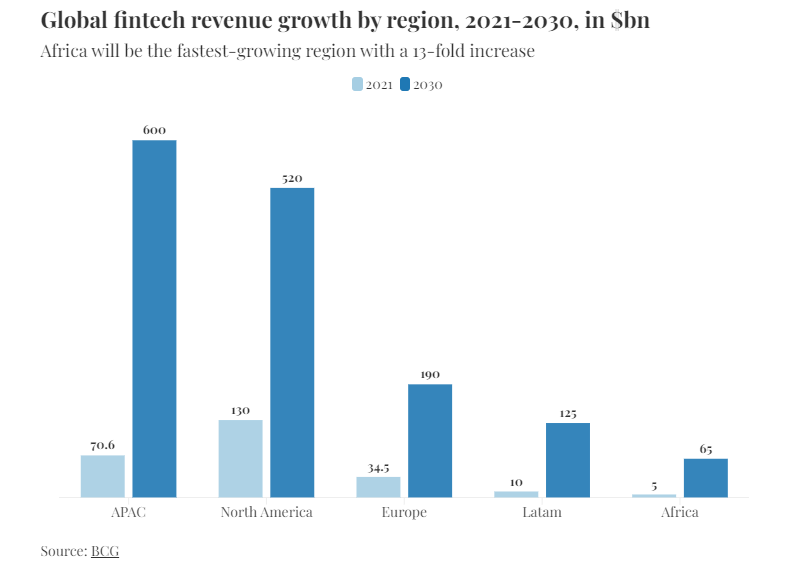 Global fintech revenue growth by region, 2021-2030, in $bn
Africa will be the fastest-growing region with a 13-fold increase
2021 2030
600
520
190
130
125
70.6
65
34.5
10
5
APAC North America Europe Latam Africa
Source: BCG